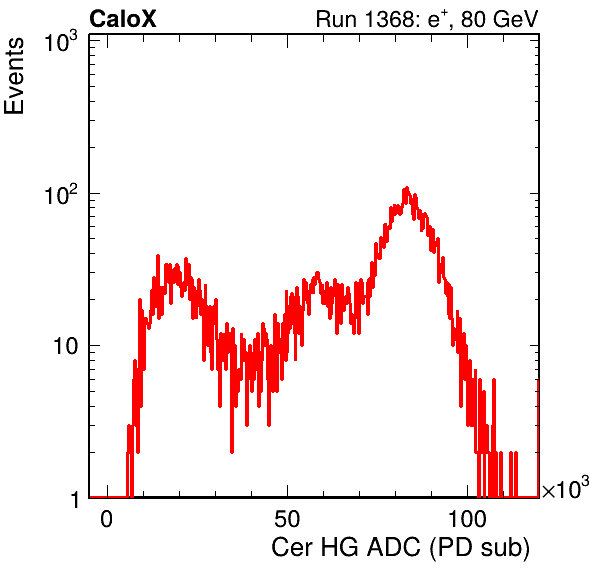 CaloX Run 1368: e⁺, 80 GeV
Events
10³
10²
10
1
0 50 100
×10³
Cer HG ADC (PD sub)